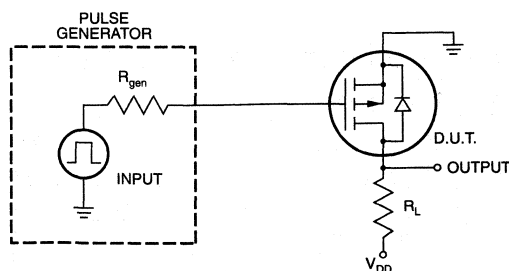 PULSE
GENERATOR
Rgen
INPUT
D.U.T.
OUTPUT
RL
VDD